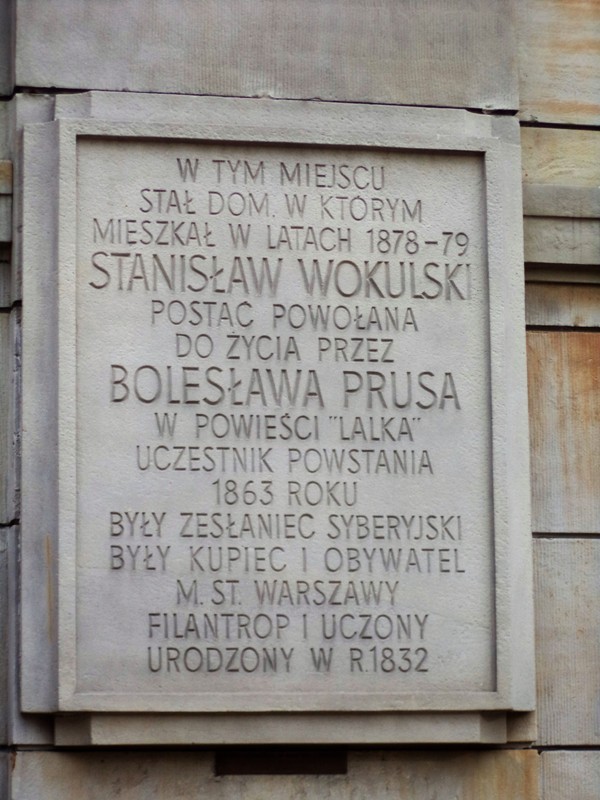 W TYM MIEJSCU
STAŁ DOM. W KTÓRYM
MIESZKAŁ W LATACH 1878-79
STANISŁAW WOKULSKI
POSTAĆ POWOŁANA
DO ŻYCIA PRZEZ
BOLESŁAWA PRUSA
W POWIEŚCI "LALKA"
UCZESTNIK POWSTANIA
1863 ROKU
BYŁY ZESŁANIEC SYBERYJSKI
BYŁY KUPIEC I OBYWATEL
M. ST. WARSZAWY
FILANTROP I UCZONY
URODZONY W R.1832